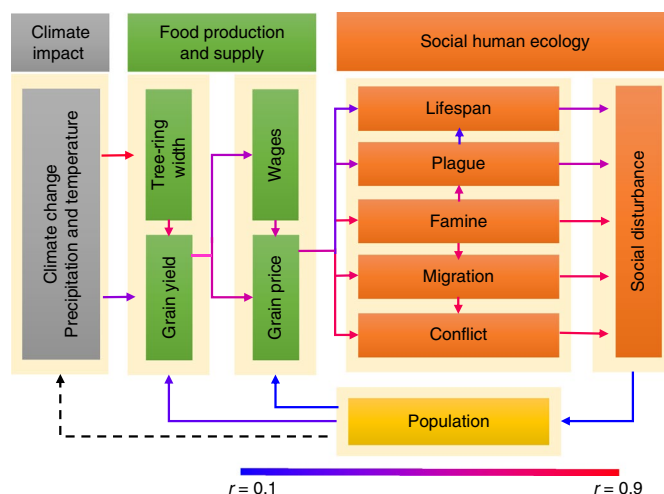 Climate
impact
Food production
and supply
Social human ecology
Climate change
Precipitation and temperature
Tree-ring
width
Grain yield
Wages
Grain price
Lifespan
Plague
Famine
Migration
Conflict
Social disturbance
Population
r = 0.1
r = 0.9